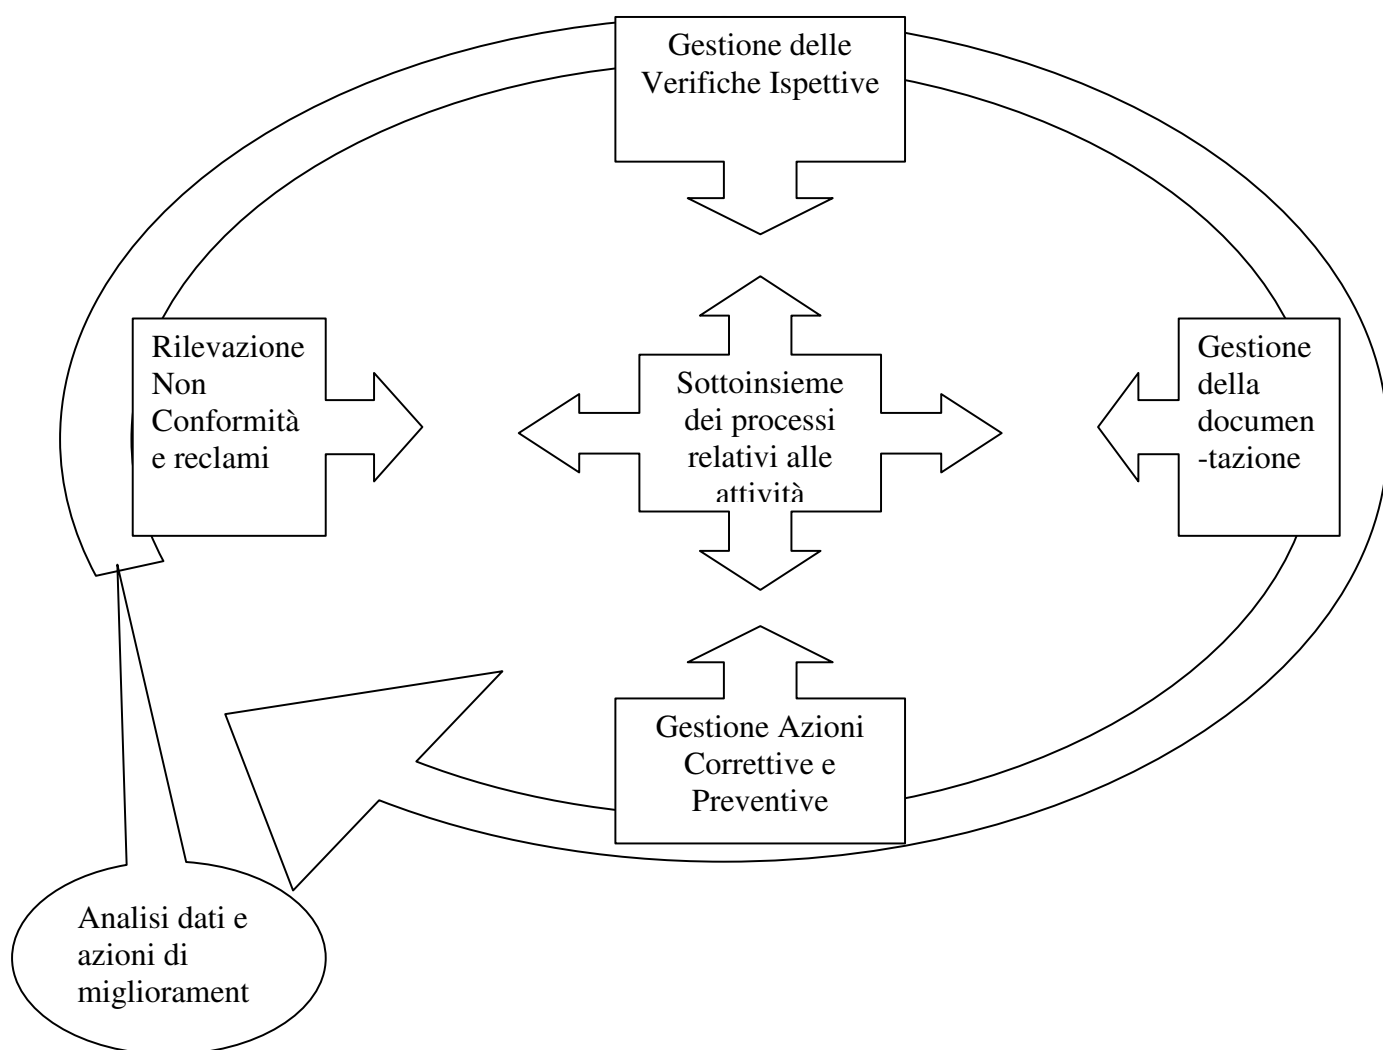 Gestione delle
Verifiche Ispettive
Rilevazione
Non
Conformità
e reclami
Sottoinsieme
dei processi
relativi alle
attività
Gestione
della
documen
-tazione
Gestione Azioni
Correttive e
Preventive
Analisi dati e
azioni di
migliorament